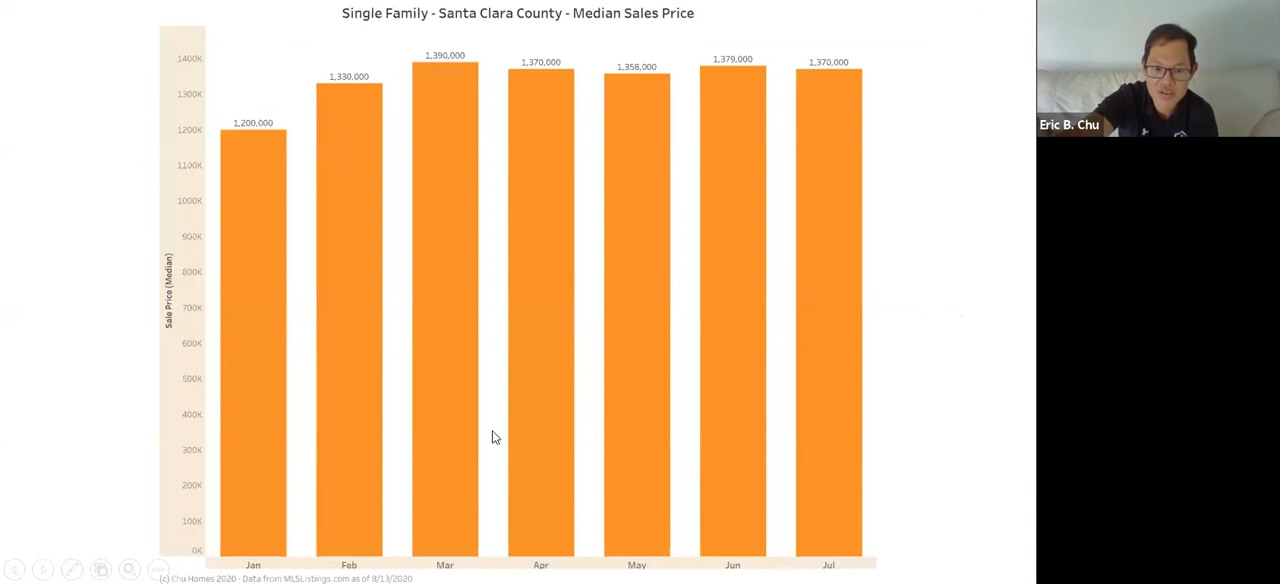 Single Family - Santa Clara County - Median Sales Price
Eric B. Chu
Sale Price (Median)
1400K
1300K
1200K
1100K
1000K
900K
800K
700K
600K
500K
400K
300K
200K
100K
0K
1,200,000
1,330,000
1,390,000
1,370,000
1,358,000
1,379,000
1,370,000
Jan Feb Mar Apr May Jun Jul
(c) Chu Homes 2020 - Data from MLSListings.com as of 8/13/2020